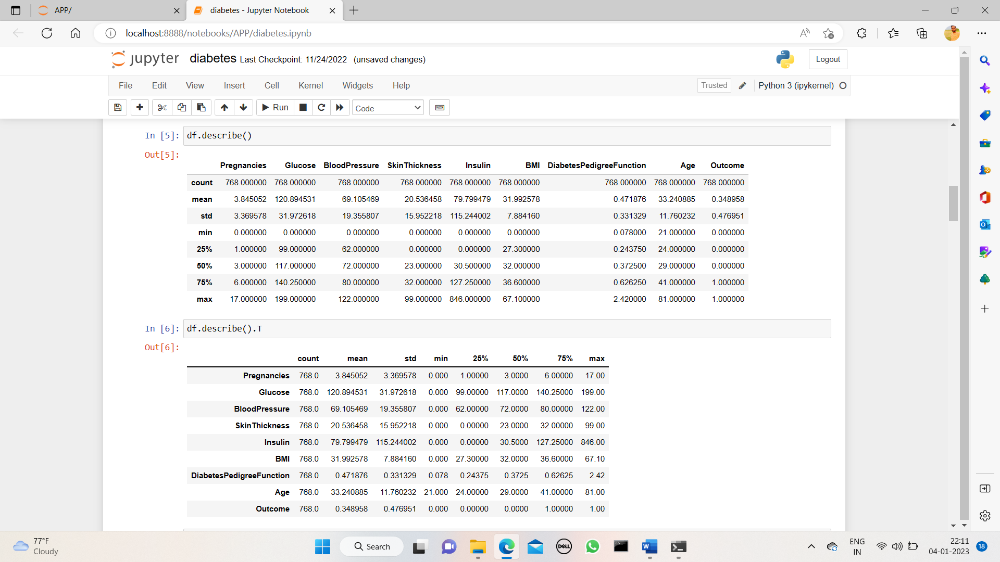 APP/
diabetes - Jupyter Notebook
localhost:8888/notebooks/APP/diabetes.ipynb
jupyter diabetes Last Checkpoint: 11/24/2022 (unsaved changes)
Logout
File Edit View Insert Cell Kernel Widgets Help
Trusted Python 3 (ipykernel)
Run Code
In [5]: df.describe()
Out[5]:
Pregnancies Glucose BloodPressure SkinThickness Insulin BMI DiabetesPedigreeFunction Age Outcome
count 768.000000 768.000000 768.000000 768.000000 768.000000 768.000000 768.000000 768.000000 768.000000
mean 3.845052 120.894531 69.105469 20.536458 79.799479 31.992578 0.471876 33.240885 0.348958
std 3.369578 31.972618 19.355807 15.952218 115.244002 7.884160 0.331329 11.760232 0.476951
min 0.000000 0.000000 0.000000 0.000000 0.000000 0.000000 0.078000 21.000000 0.000000
25% 1.000000 99.000000 62.000000 0.000000 0.000000 27.300000 0.243750 24.000000 0.000000
50% 3.000000 117.000000 72.000000 23.000000 30.500000 32.000000 0.372500 29.000000 0.000000
75% 6.000000 140.250000 80.000000 32.000000 127.250000 36.600000 0.626250 41.000000 1.000000
max 17.000000 199.000000 122.000000 99.000000 846.000000 67.100000 2.420000 81.000000 1.000000
In [6]: df.describe().T
Out[6]:
count mean std min 25% 50% 75% max
Pregnancies 768.0 3.845052 3.369578 0.000 1.00000 3.0000 6.00000 17.00
Glucose 768.0 120.894531 31.972618 0.000 99.00000 117.0000 140.25000 199.00
BloodPressure 768.0 69.105469 19.355807 0.000 62.00000 72.0000 80.00000 122.00
SkinThickness 768.0 20.536458 15.952218 0.000 0.00000 23.0000 32.00000 99.00
Insulin 768.0 79.799479 115.244002 0.000 0.00000 30.5000 127.25000 846.00
BMI 768.0 31.992578 7.884160 0.000 27.30000 32.0000 36.60000 67.10
DiabetesPedigreeFunction 768.0 0.471876 0.331329 0.078 0.24375 0.3725 0.62625 2.42
Age 768.0 33.240885 11.760232 21.000 24.00000 29.0000 41.00000 81.00
Outcome 768.0 0.348958 0.476951 0.000 0.00000 0.0000 1.00000 1.00
77°F
Cloudy
Search
DELL
ENG
IN
22:11
04-01-2023
18